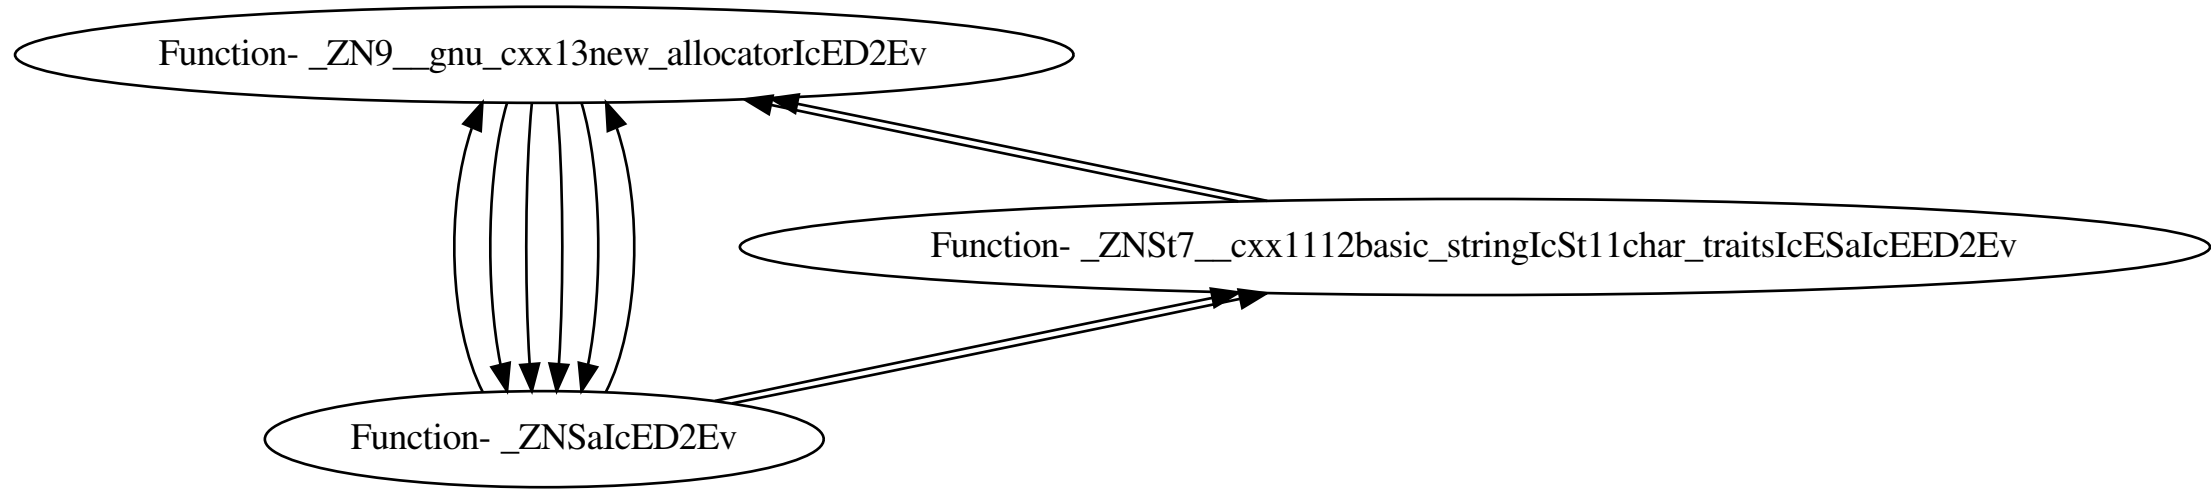 Function- _ZN9__gnu_cxx13new_allocatorIcED2Ev
Function- _ZNSt7__cxx1112basic_stringIcSt11char_traitsIcESaIcEED2Ev
Function- _ZNSaIcED2Ev